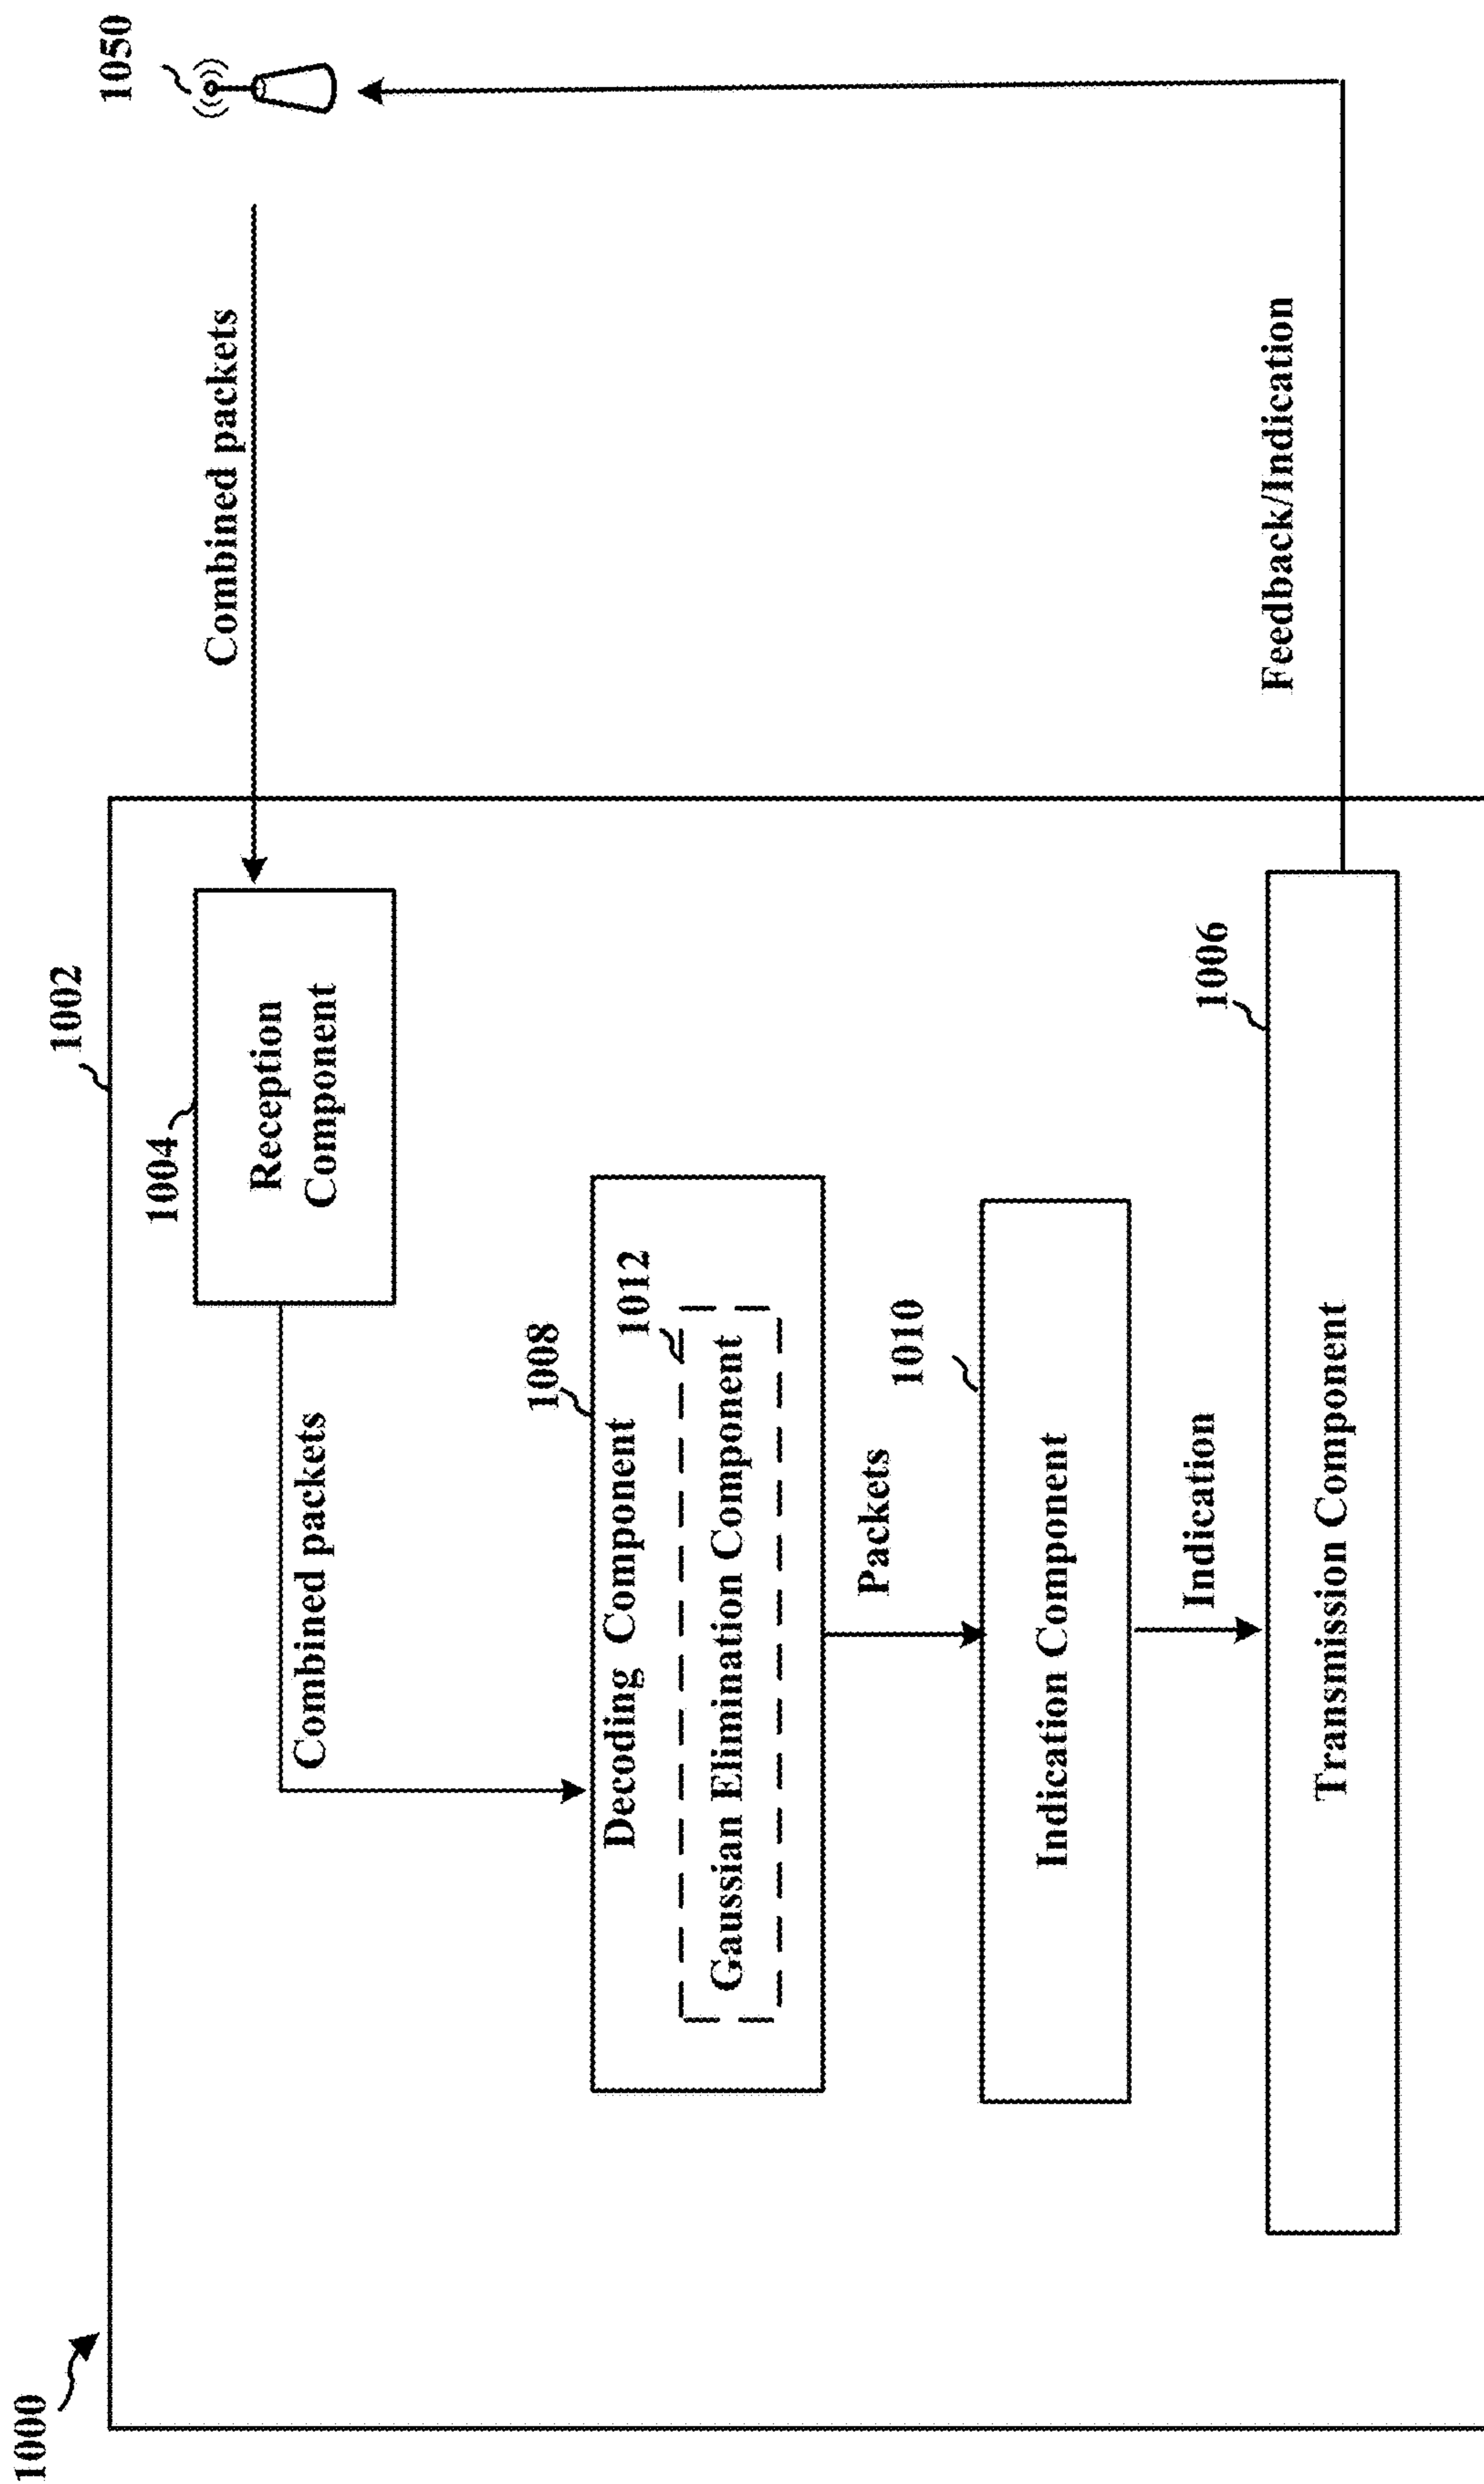 1000
1002
1050
1004
Reception
Component
Combined packets
Combined packets
1008
Decoding Component
1012
Gaussian Elimination Component
Packets
1010
Indication Component
Indication
1006
Transmission Component
Feedback/Indication